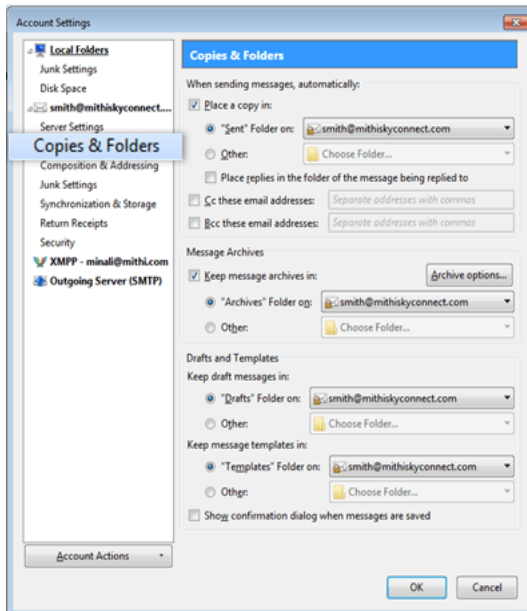 Account Settings
Local Folders
Junk Settings
Disk Space
smith@mithiskyconnect....
Server Settings
Copies & Folders
Composition & Addressing
Junk Settings
Synchronization & Storage
Return Receipts
Security
XMPP - minali@mithi.com
Outgoing Server (SMTP)
Account Actions
Copies & Folders
When sending messages, automatically:
Place a copy in:
"Sent" Folder on: smith@mithiskyconnect.com
Other: Choose Folder...
Place replies in the folder of the message being replied to
Cc these email addresses: Separate addresses with commas
Bcc these email addresses: Separate addresses with commas
Message Archives
Keep message archives in: Archive options...
"Archives" Folder on: smith@mithiskyconnect.com
Other: Choose Folder...
Drafts and Templates
Keep draft messages in:
"Drafts" Folder on: smith@mithiskyconnect.com
Other: Choose Folder...
Keep message templates in:
"Templates" Folder on: smith@mithiskyconnect.com
Other: Choose Folder...
Show confirmation dialog when messages are saved
OK Cancel